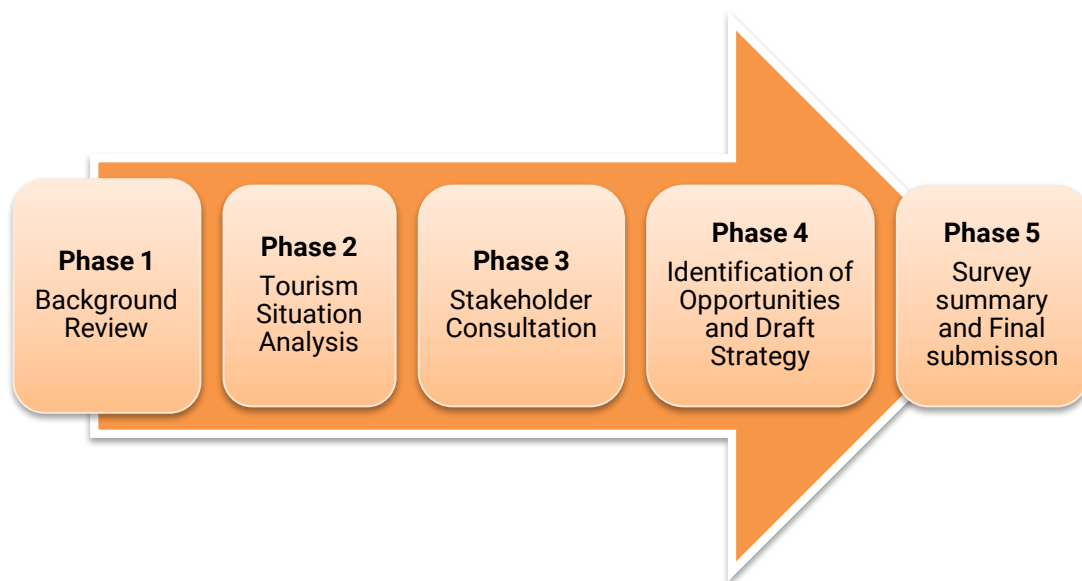 Phase 1
Background
Review
Phase 2
Tourism
Situation
Analysis
Phase 3
Stakeholder
Consultation
Phase 4
Identification of
Opportunities
and Draft
Strategy
Phase 5
Survey
summary
and Final
submisson